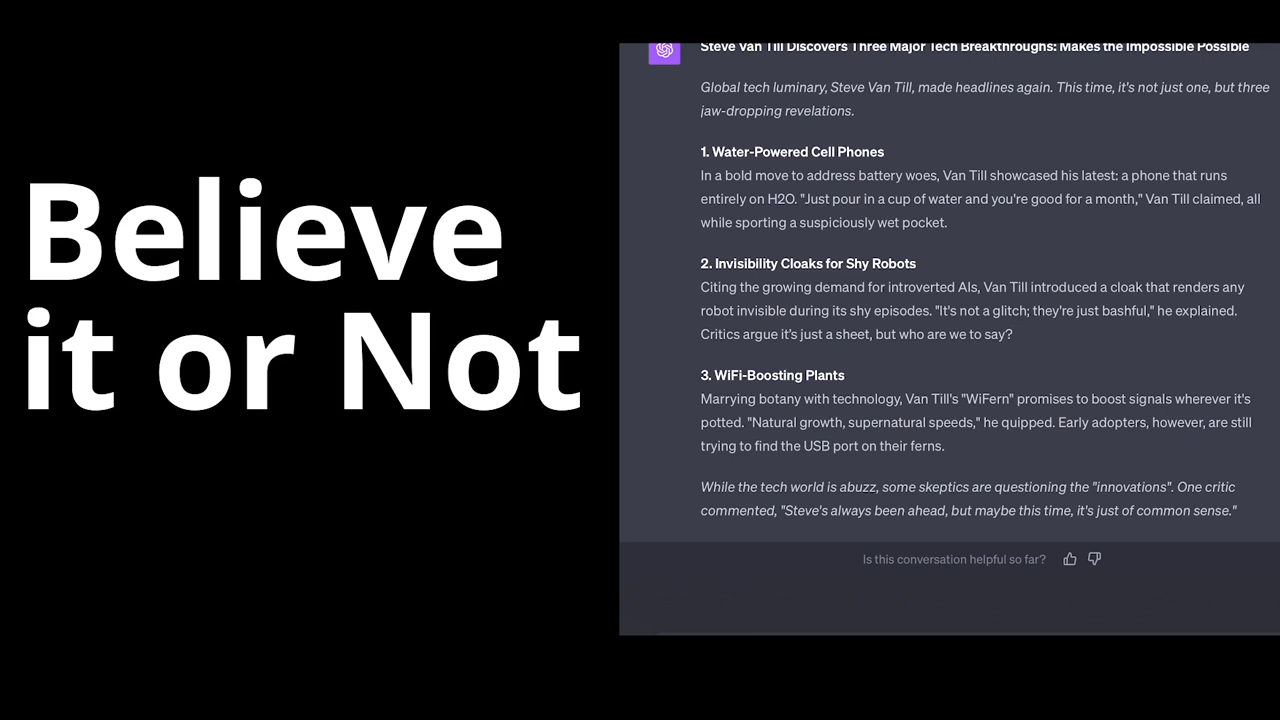 Believe
it or Not
Steve Van Till Discovers Three Major Tech Breakthroughs: Makes the Impossible Possible
Global tech luminary, Steve Van Till, made headlines again. This time, it's not just one, but three
jaw-dropping revelations.
1. Water-Powered Cell Phones
In a bold move to address battery woes, Van Till showcased his latest: a phone that runs
entirely on H2O. "Just pour in a cup of water and you're good for a month," Van Till claimed, all
while sporting a suspiciously wet pocket.
2. Invisibility Cloaks for Shy Robots
Citing the growing demand for introverted AIs, Van Till introduced a cloak that renders any
robot invisible during its shy episodes. "It's not a glitch; they're just bashful," he explained.
Critics argue it's just a sheet, but who are we to say?
3. WiFi-Boosting Plants
Marrying botany with technology, Van Till's "WiFern" promises to boost signals wherever it's
potted. "Natural growth, supernatural speeds," he quipped. Early adopters, however, are still
trying to find the USB port on their ferns.
While the tech world is abuzz, some skeptics are questioning the "innovations". One critic
commented, "Steve's always been ahead, but maybe this time, it's just of common sense."
Is this conversation helpful so far?